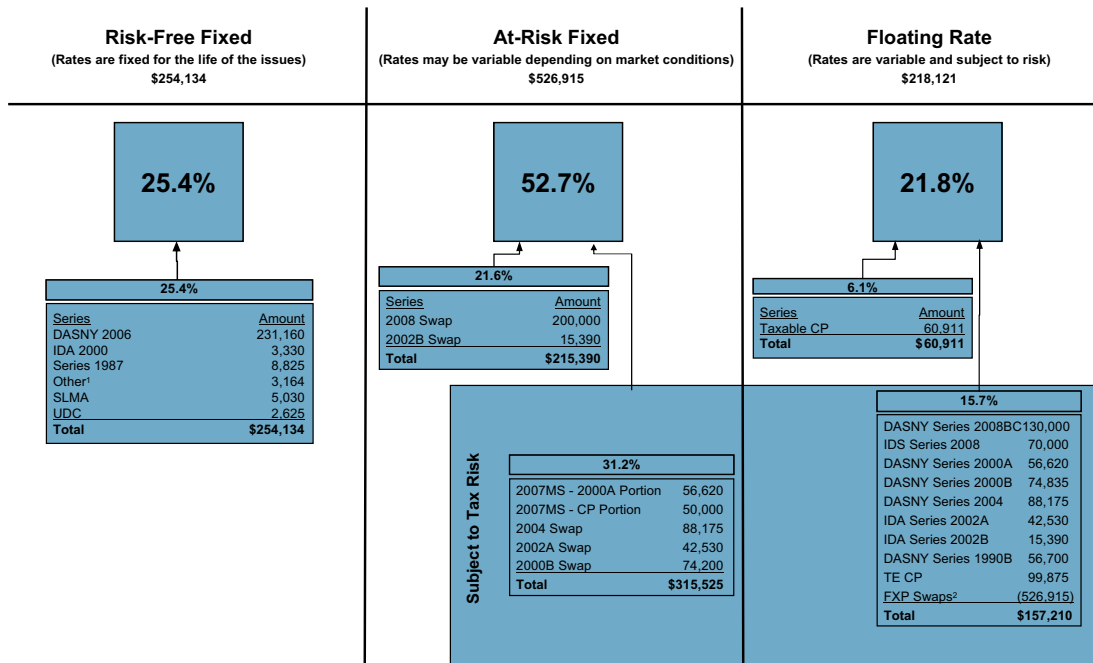 Risk-Free Fixed
(Rates are fixed for the life of the issues)
$254,134
At-Risk Fixed
(Rates may be variable depending on market conditions)
$526,915
Floating Rate
(Rates are variable and subject to risk)
$218,121
25.4%
52.7%
21.8%
25.4%
Series Amount
DASNY 2006 231,160
IDA 2000 3,330
Series 1987 8,825
Other¹ 3,164
SLMA 5,030
UDC 2,625
Total $254,134
21.6%
Series Amount
2008 Swap 200,000
2002B Swap 15,390
Total $215,390
6.1%
Series Amount
Taxable CP 60,911
Total $60,911
Subject to Tax Risk
31.2%
2007MS - 2000A Portion 56,620
2007MS - CP Portion 50,000
2004 Swap 88,175
2002A Swap 42,530
2000B Swap 74,200
Total $315,525
15.7%
DASNY Series 2008BC130,000
IDS Series 2008 70,000
DASNY Series 2000A 56,620
DASNY Series 2000B 74,835
DASNY Series 2004 88,175
IDA Series 2002A 42,530
IDA Series 2002B 15,390
DASNY Series 1990B 56,700
TE CP 99,875
FXP Swaps² (526,915)
Total $157,210